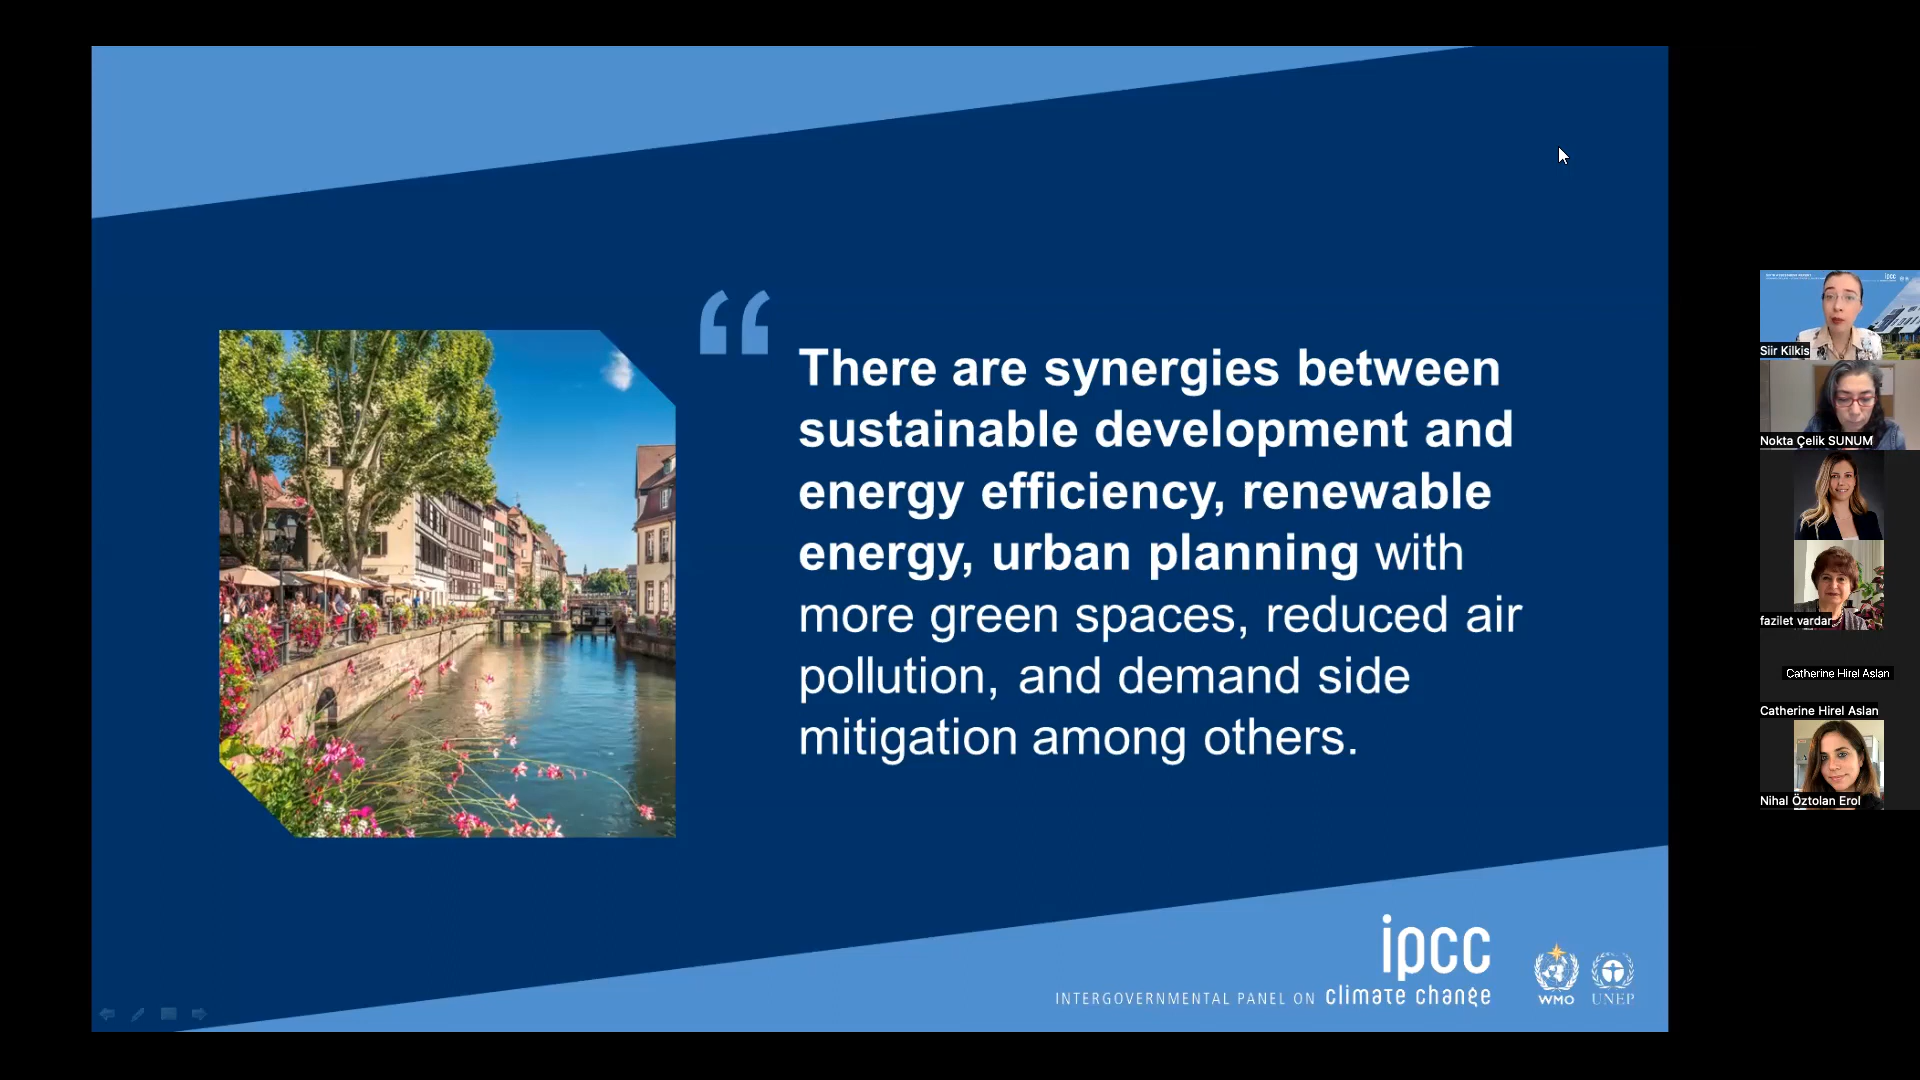 “
There are synergies between
sustainable development and
energy efficiency, renewable
energy, urban planning with
more green spaces, reduced air
pollution, and demand side
mitigation among others.
ipcc
INTERGOVERNMENTAL PANEL ON climate change
WMO
UNEP
ipcc
Siir Kilkis
Nokta Çelik SUNUM
fazilet vardar
Catherine Hirel Aslan
Catherine Hirel Aslan
Nihal Öztolan Erol